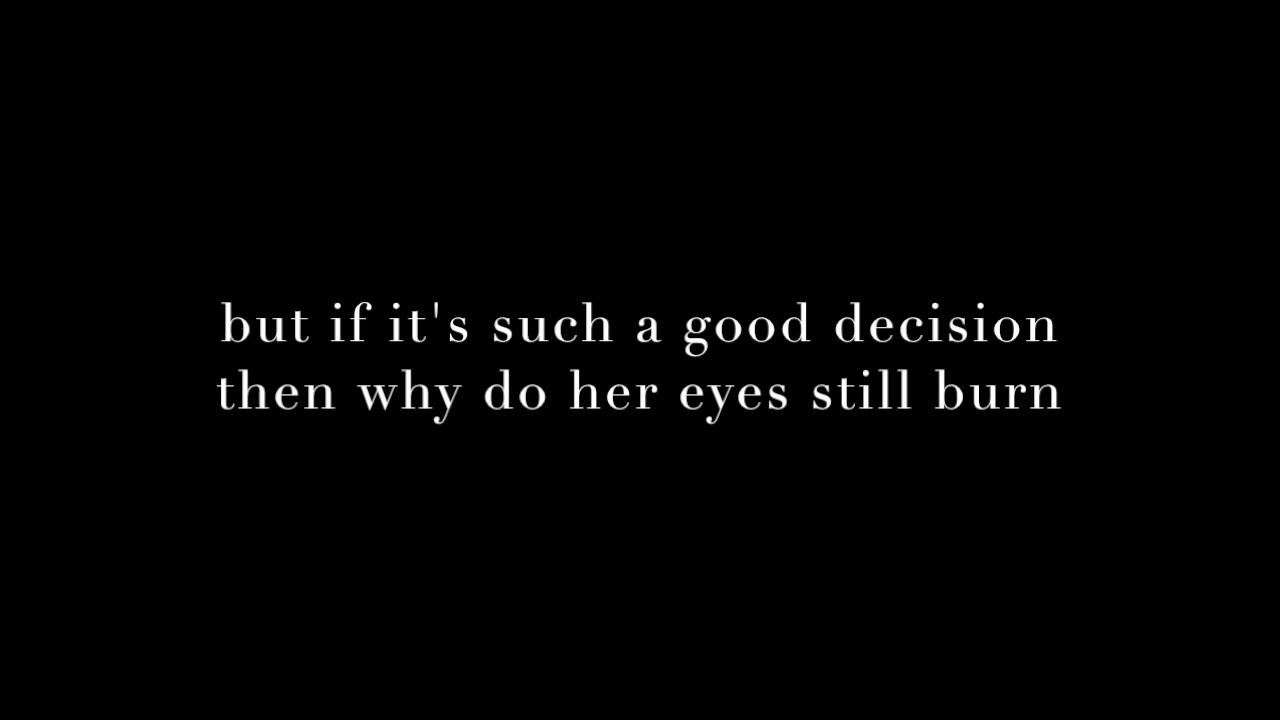 but if it's such a good decision
then why do her eyes still burn